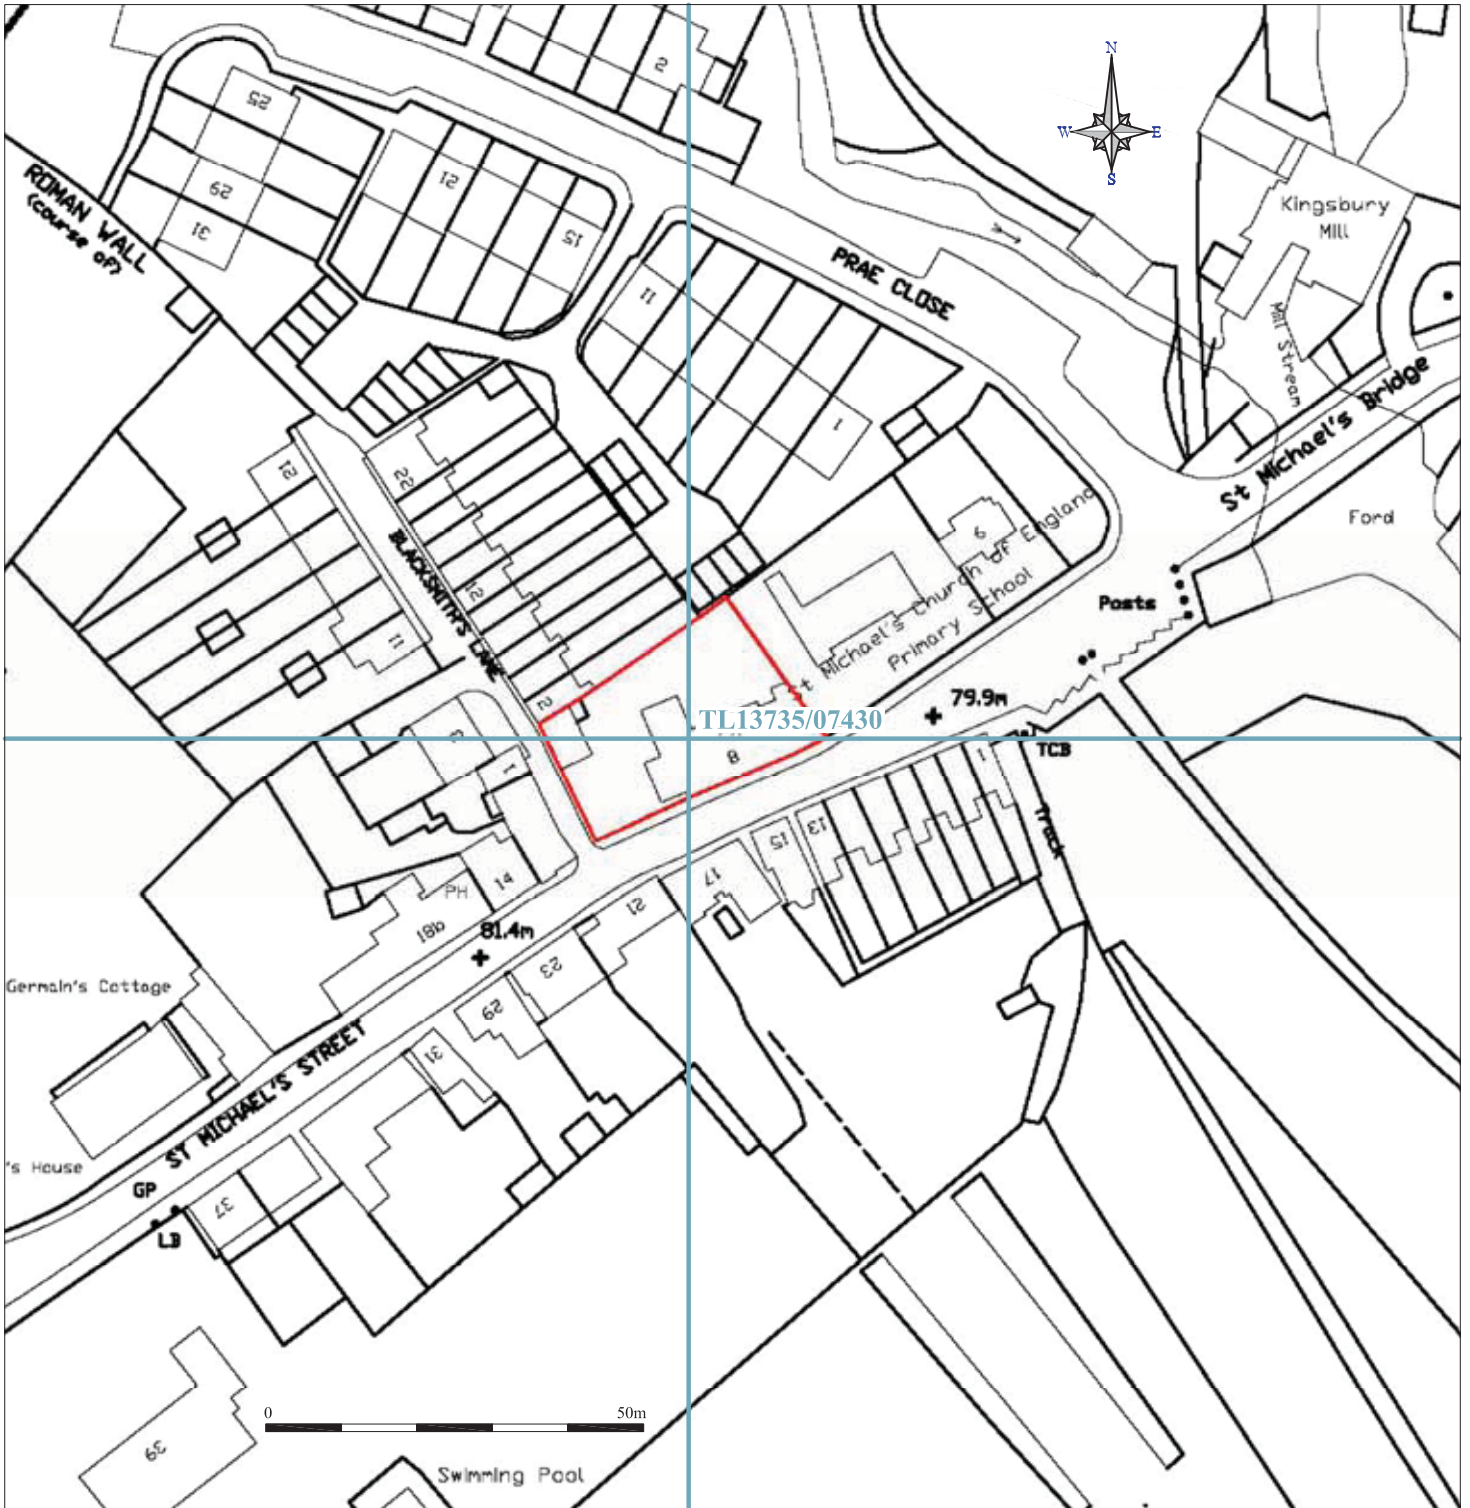 2
N
W
E
S
25
29
31
21
15
ROMAN WALL
(course of)
11
PRAE CLOSE
Kingsbury
Mill
Mill Stream
St Michael's Bridge
1
22
21
12
11
BLACKSMITH'S LANE
2
6
St Michael's Church of England
Primary School
Ford
Posts
79.9m
TL13735/07430
TCB
8
3
1
1
13
15
17
Track
PH
14
18b
81.4m
21
23
29
31
Germain's Cottage
ST MICHAEL'S STREET
's House
GP
LB
37
39
0
50m
Swimming Pool